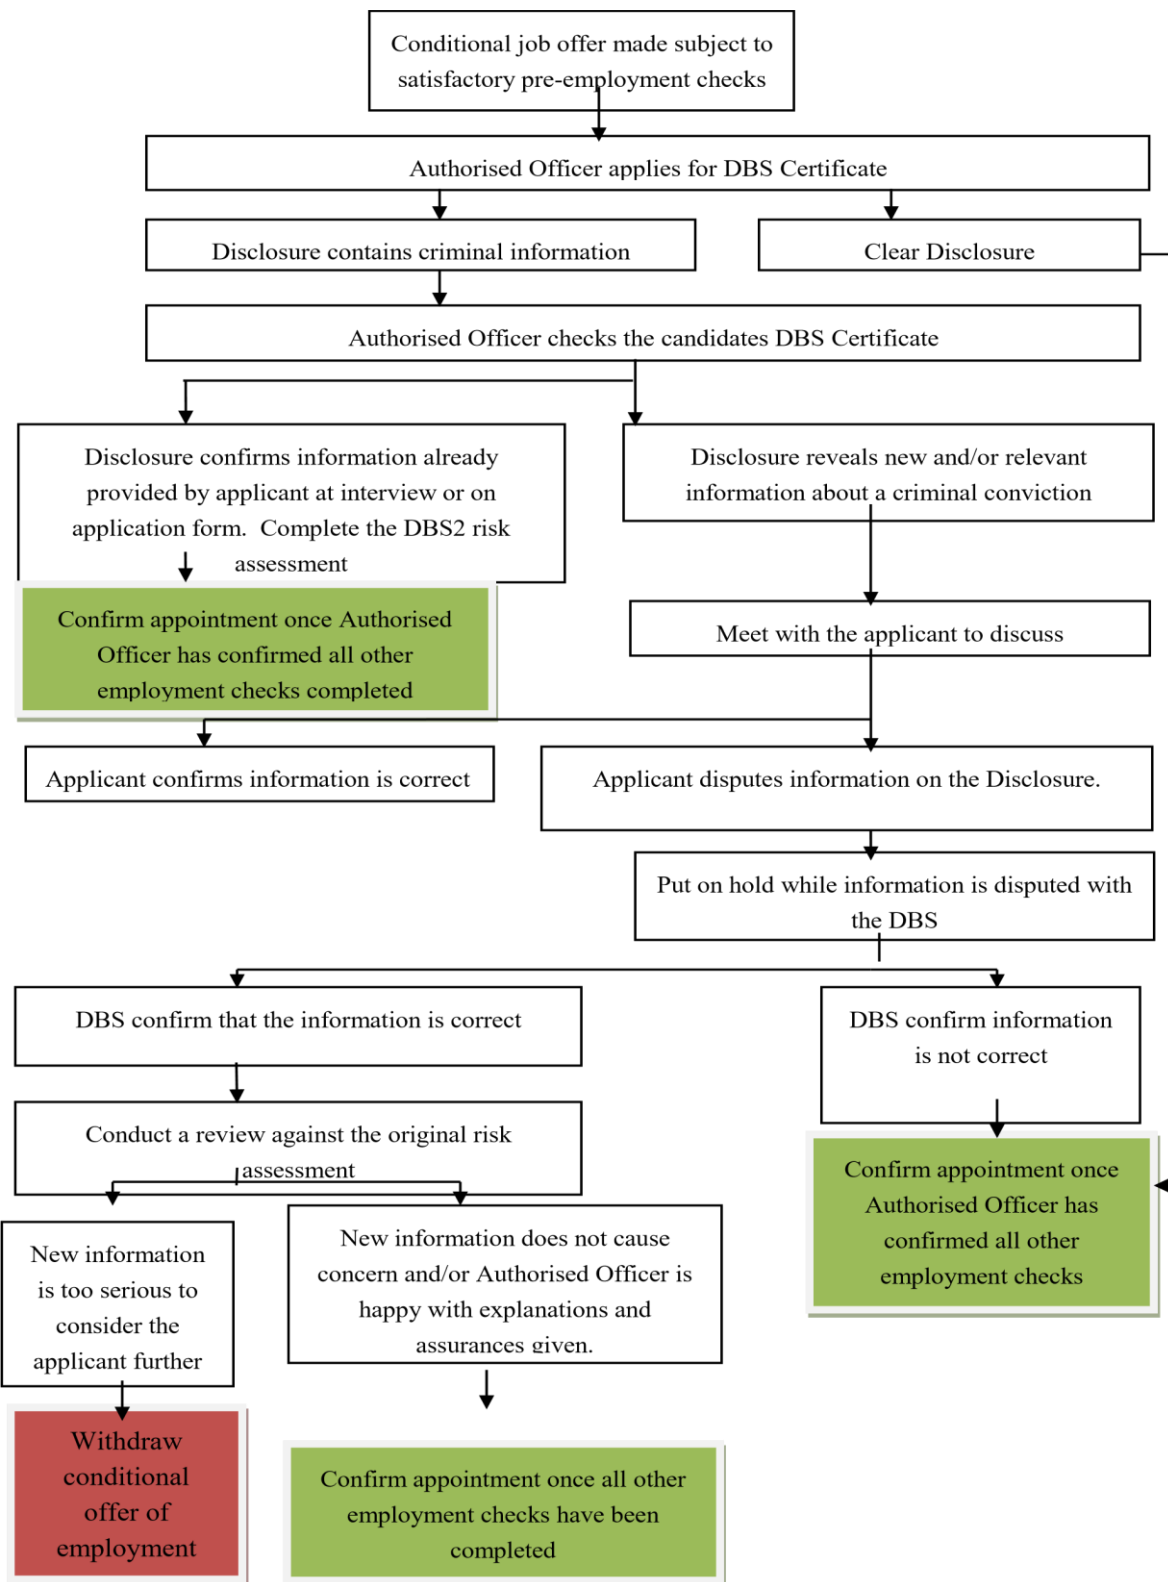 Conditional job offer made subject to
satisfactory pre-employment checks
Authorised Officer applies for DBS Certificate
Disclosure contains criminal information
Clear Disclosure
Authorised Officer checks the candidates DBS Certificate
Disclosure confirms information already
provided by applicant at interview or on
application form.  Complete the DBS2 risk
assessment
Disclosure reveals new and/or relevant
information about a criminal conviction
Confirm appointment once Authorised
Officer has confirmed all other
employment checks completed
Meet with the applicant to discuss
Applicant confirms information is correct
Applicant disputes information on the Disclosure.
Put on hold while information is disputed with
the DBS
DBS confirm that the information is correct
DBS confirm information
is not correct
Conduct a review against the original risk
assessment
Confirm appointment once
Authorised Officer has
confirmed all other
employment checks
New information
is too serious to
consider the
applicant further
New information does not cause
concern and/or Authorised Officer is
happy with explanations and
assurances given.
Withdraw
conditional
offer of
employment
Confirm appointment once all other
employment checks have been
completed